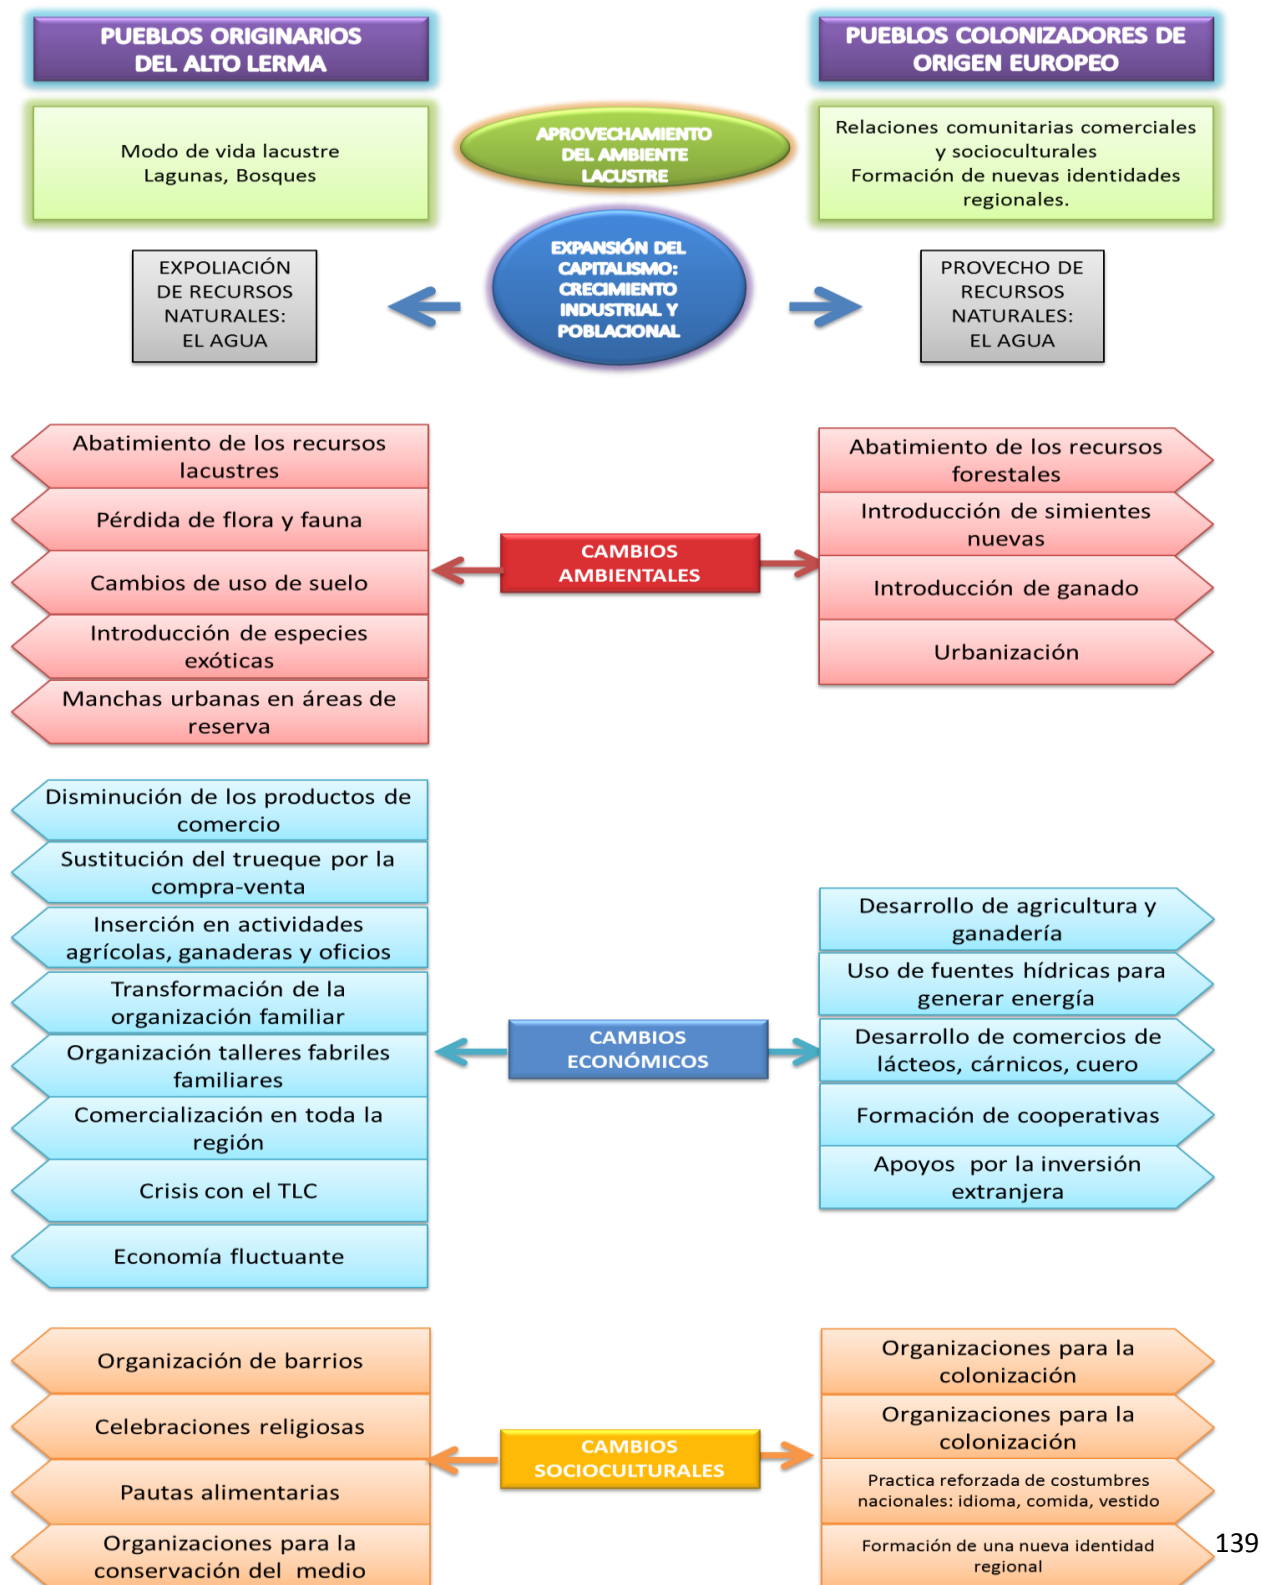 PUEBLOS ORIGINARIOS
DEL ALTO LERMA
PUEBLOS COLONIZADORES DE
ORIGEN EUROPEO
Modo de vida lacustre
Lagunas, Bosques
APROVECHAMIENTO
DEL AMBIENTE
LACUSTRE
Relaciones comunitarias comerciales
y socioculturales
Formación de nuevas identidades
regionales.
EXPOLIACIÓN
DE RECURSOS
NATURALES:
EL AGUA
EXPANSIÓN DEL
CAPITALISMO:
CRECIMIENTO
INDUSTRIAL Y
POBLACIONAL
PROVECHO DE
RECURSOS
NATURALES:
EL AGUA
Abatimiento de los recursos
lacustres
Pérdida de flora y fauna
Cambios de uso de suelo
Introducción de especies
exóticas
Manchas urbanas en áreas de
reserva
CAMBIOS
AMBIENTALES
Abatimiento de los recursos
forestales
Introducción de simientes
nuevas
Introducción de ganado
Urbanización
Disminución de los productos de
comercio
Sustitución del trueque por la
compra-venta
Inserción en actividades
agrícolas, ganaderas y oficios
Transformación de la
organización familiar
Organización talleres fabriles
familiares
Comercialización en toda la
región
Crisis con el TLC
Economía fluctuante
CAMBIOS
ECONÓMICOS
Desarrollo de agricultura y
ganadería
Uso de fuentes hídricas para
generar energía
Desarrollo de comercios de
lácteos, cárnicos, cuero
Formación de cooperativas
Apoyos por la inversión
extranjera
Organización de barrios
Celebraciones religiosas
Pautas alimentarias
Organizaciones para la
conservación del medio
CAMBIOS
SOCIOCULTURALES
Organizaciones para la
colonización
Organizaciones para la
colonización
Practica reforzada de costumbres
nacionales: idioma, comida, vestido
Formación de una nueva identidad
regional
139